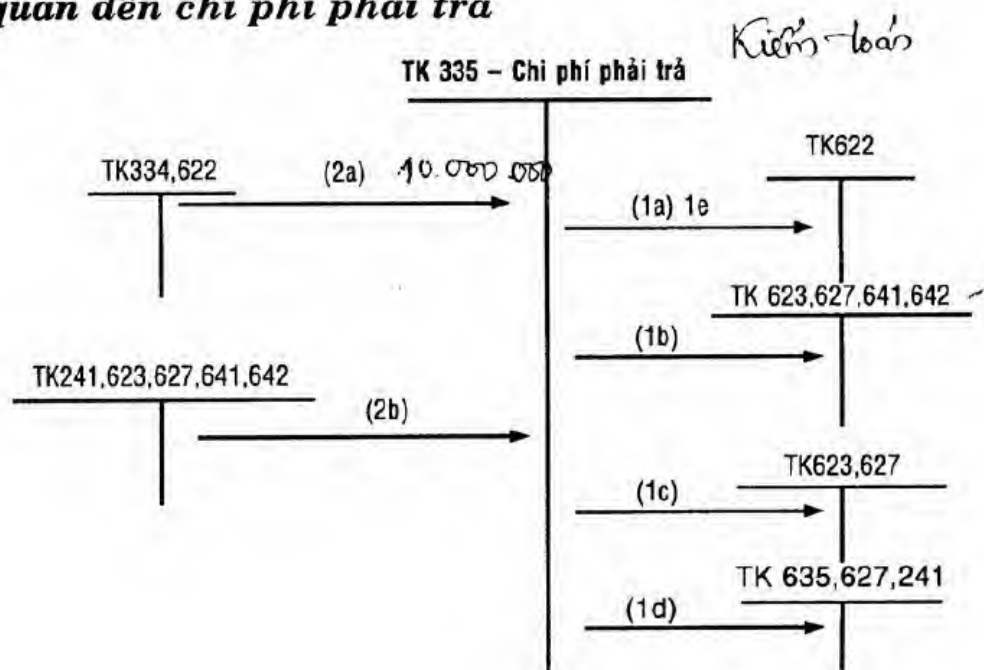 quan đến chi phí phải trả
Kiểm toán
TK 335 – Chi phí phải trả
TK334,622
(2a) 10.000.000
TK622
(1a) 1e
TK 623,627,641,642
(1b)
TK241,623,627,641,642
(2b)
TK623,627
(1c)
TK 635,627,241
(1d)